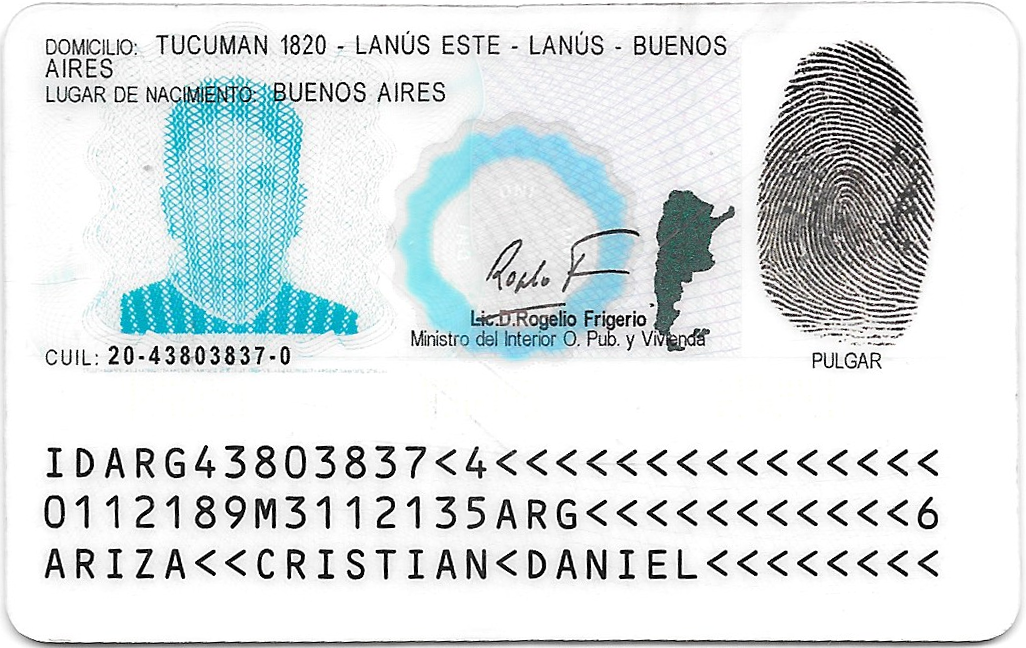 DOMICILIO: TUCUMAN 1820 - LANÚS ESTE - LANÚS - BUENOS
AIRES
LUGAR DE NACIMIENTO: BUENOS AIRES
DNI
Lic.D.Rogelio Frigerio
Ministro del Interior O. Pub. y Vivienda
CUIL: 20-43803837-0
PULGAR
IDARG43803837<4<<<<<<<<<<<<<<<
0112189M3112135ARG<<<<<<<<<<<6
ARIZA<<CRISTIAN<DANIEL<<<<<<<<